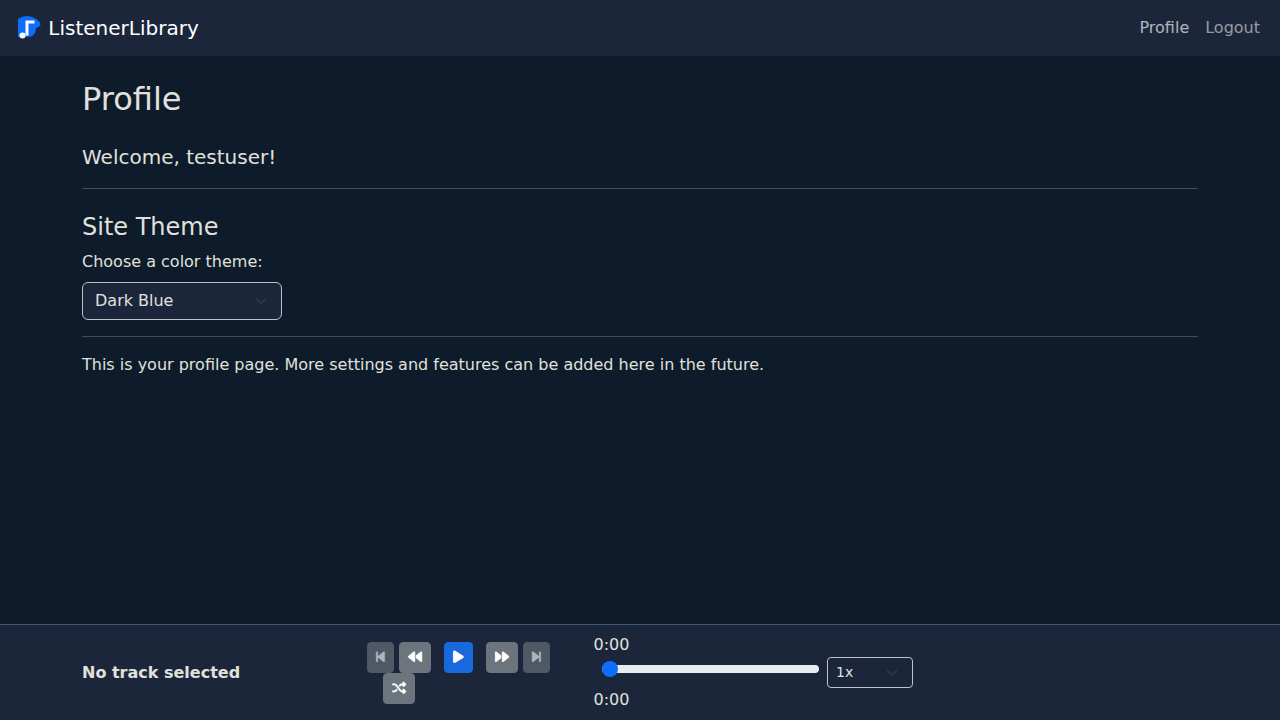 ListenerLibrary
Profile
Logout
Profile
Welcome, testuser!
Site Theme
Choose a color theme:
Dark Blue
This is your profile page. More settings and features can be added here in the future.
No track selected
0:00
0:00
1x